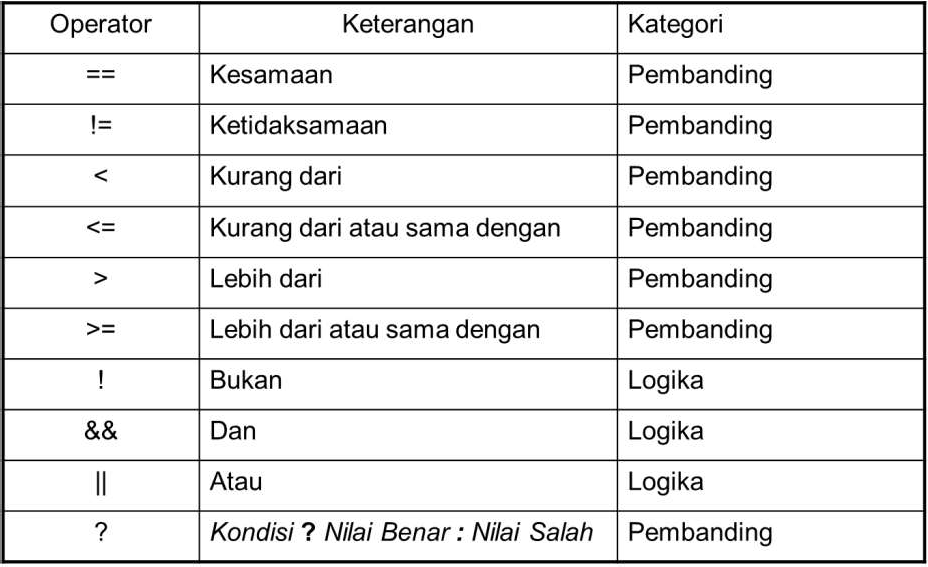 Operator Keterangan Kategori
== Kesamaan Pembanding
!= Ketidaksamaan Pembanding
< Kurang dari Pembanding
<= Kurang dari atau sama dengan Pembanding
> Lebih dari Pembanding
>= Lebih dari atau sama dengan Pembanding
! Bukan Logika
&& Dan Logika
|| Atau Logika
? Kondisi ? Nilai Benar : Nilai Salah Pembanding